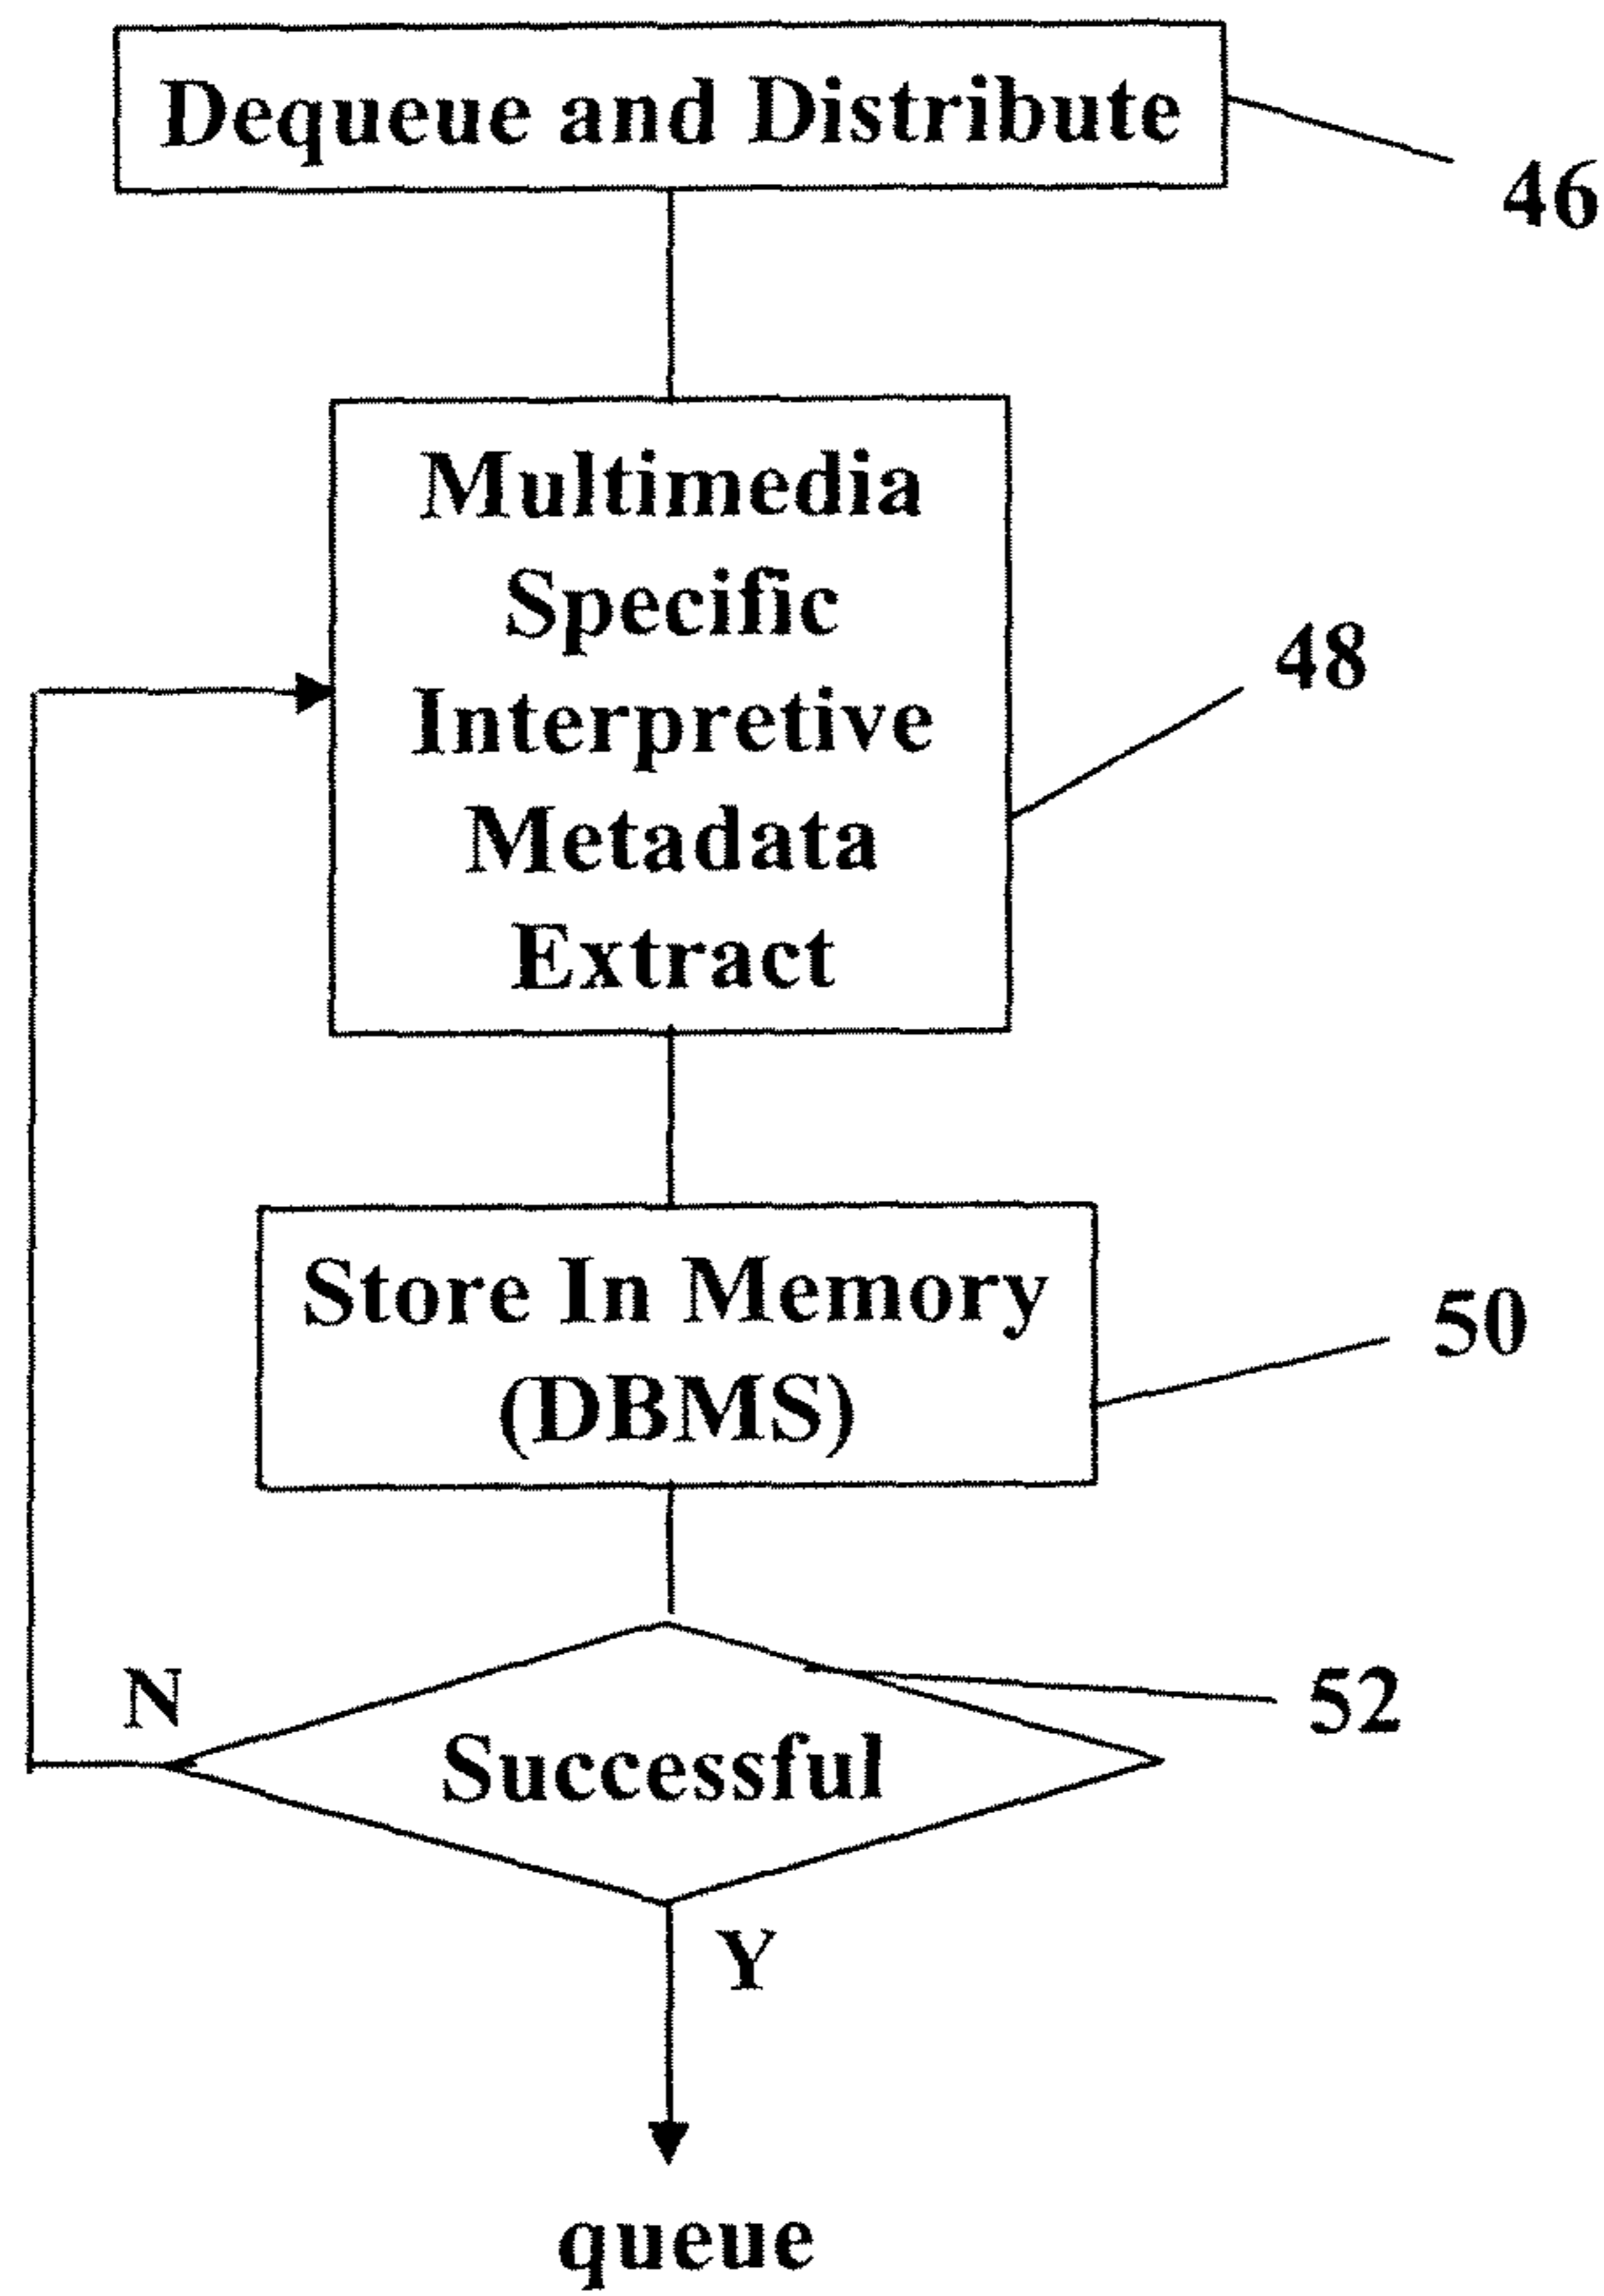 Dequeue and Distribute
46
Multimedia
Specific
Interpretive
Metadata
Extract
48
Store In Memory
(DBMS)
50
N
Successful
52
Y
queue